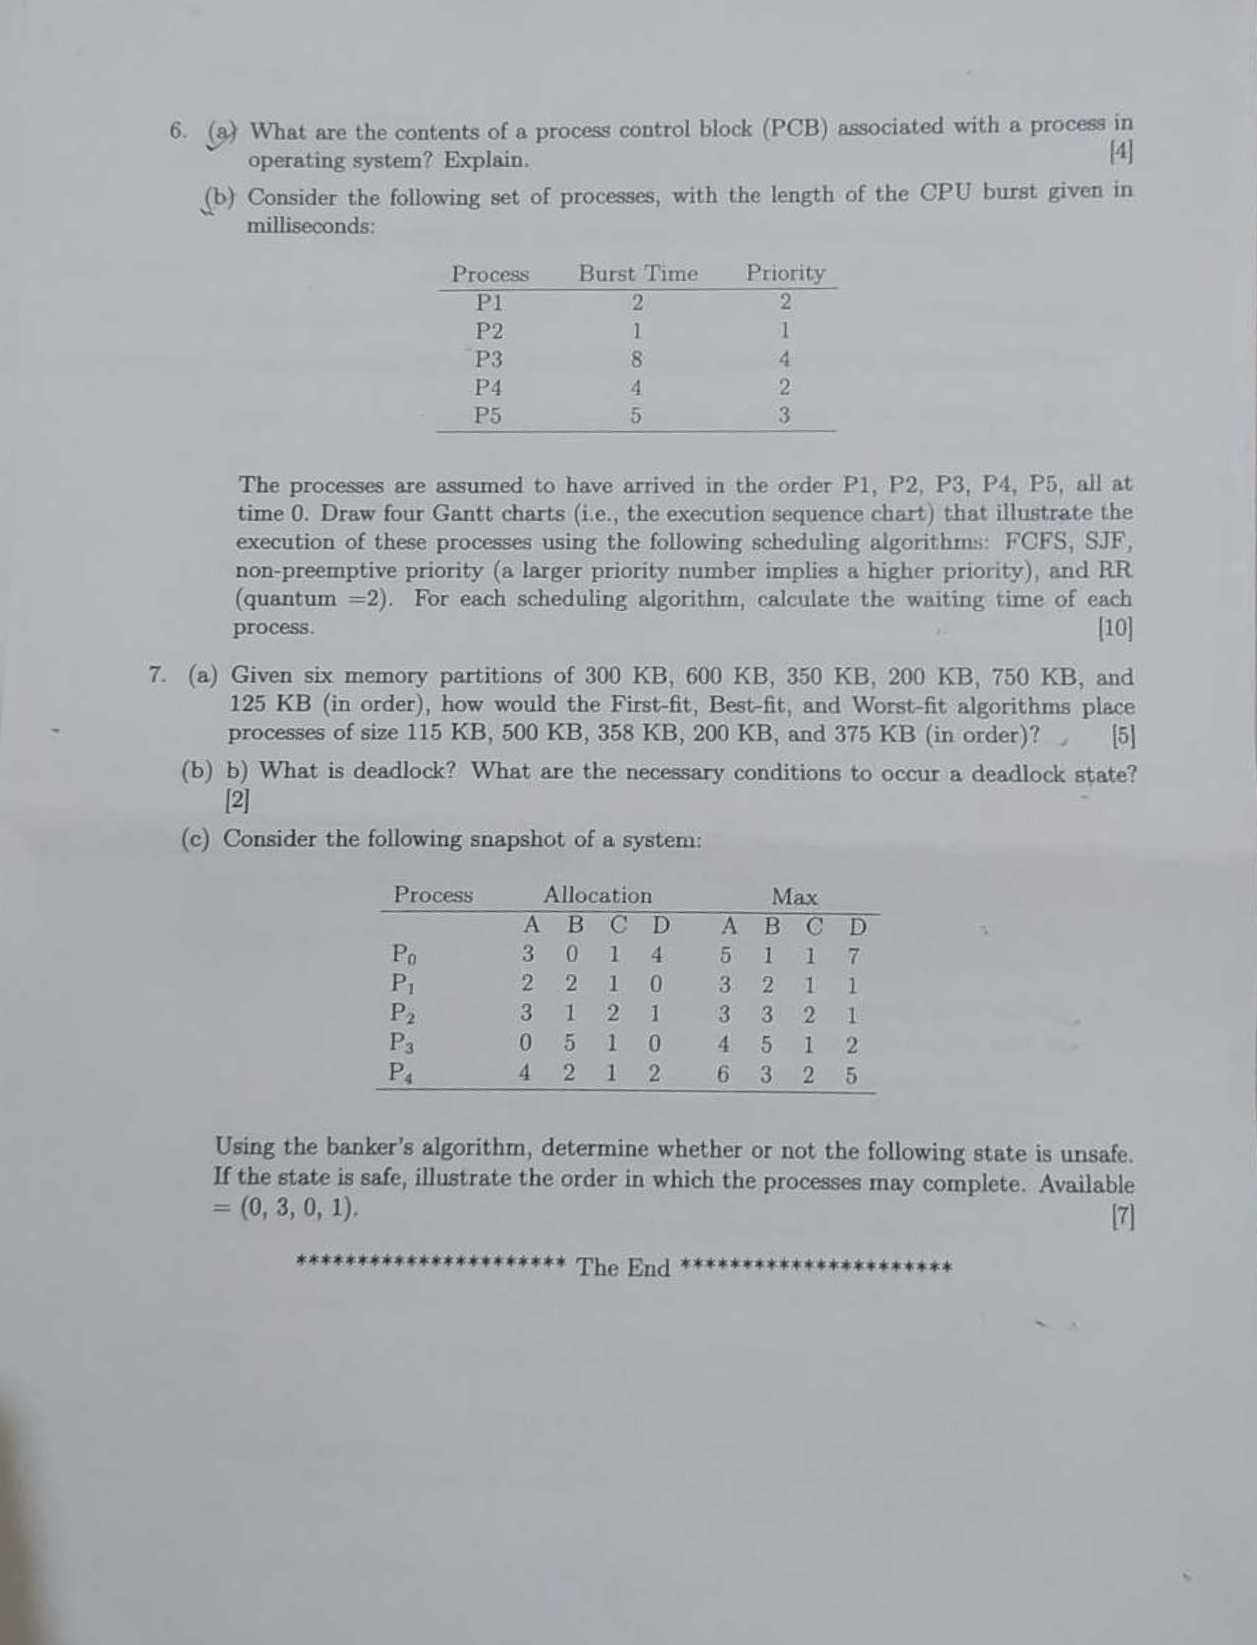 6. (a) What are the contents of a process control block (PCB) associated with a process in
operating system? Explain. [4]
(b) Consider the following set of processes, with the length of the CPU burst given in
milliseconds:
Process Burst Time Priority
P1 2 2
P2 1 1
P3 8 4
P4 4 2
P5 5 3
The processes are assumed to have arrived in the order P1, P2, P3, P4, P5, all at
time 0. Draw four Gantt charts (i.e., the execution sequence chart) that illustrate the
execution of these processes using the following scheduling algorithms: FCFS, SJF,
non-preemptive priority (a larger priority number implies a higher priority), and RR
(quantum =2). For each scheduling algorithm, calculate the waiting time of each
process. [10]
7. (a) Given six memory partitions of 300 KB, 600 KB, 350 KB, 200 KB, 750 KB, and
125 KB (in order), how would the First-fit, Best-fit, and Worst-fit algorithms place
processes of size 115 KB, 500 KB, 358 KB, 200 KB, and 375 KB (in order)? [5]
(b) b) What is deadlock? What are the necessary conditions to occur a deadlock state?
[2]
(c) Consider the following snapshot of a system:
Process Allocation Max
A B C D A B C D
P0 3 0 1 4 5 1 1 7
P1 2 2 1 0 3 2 1 1
P2 3 1 2 1 3 3 2 1
P3 0 5 1 0 4 5 1 2
P4 4 2 1 2 6 3 2 5
Using the banker's algorithm, determine whether or not the following state is unsafe.
If the state is safe, illustrate the order in which the processes may complete. Available
= (0, 3, 0, 1). [7]
********************** The End **********************